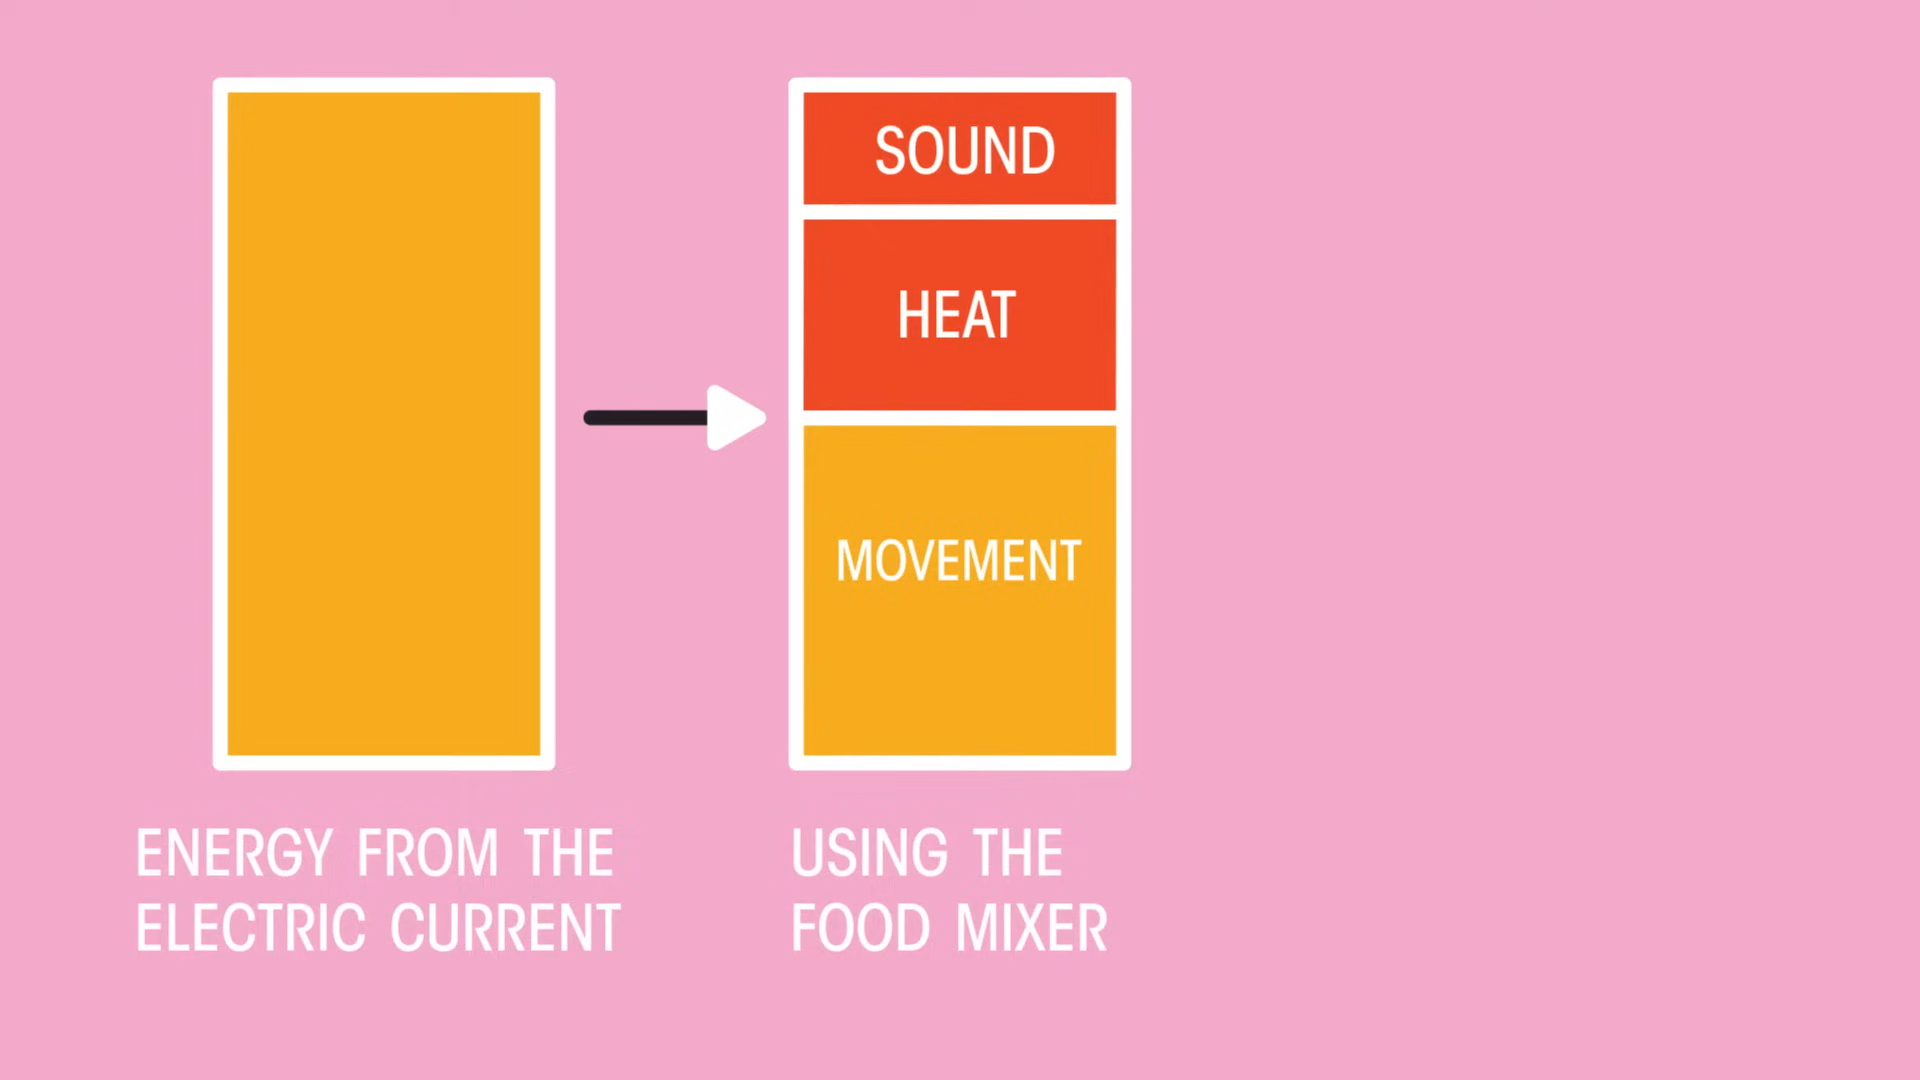 SOUND
HEAT
MOVEMENT
ENERGY FROM THE
ELECTRIC CURRENT
USING THE
FOOD MIXER